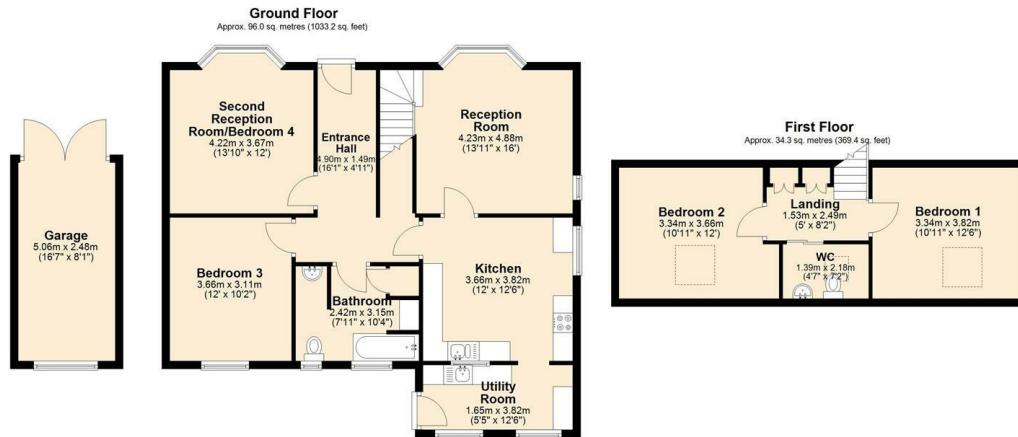 Ground Floor
Approx. 96.0 sq. metres (1033.2 sq. feet)
Second
Reception
Room/Bedroom 4
4.22m x 3.67m
(13'10" x 12')
Entrance
Hall
4.90m x 1.49m
(16'1" x 4'11")
Reception
Room
4.23m x 4.88m
(13'11" x 16')
Garage
5.06m x 2.48m
(16'7" x 8'1")
Bedroom 3
3.66m x 3.11m
(12' x 10'2")
Bathroom
2.42m x 3.15m
(7'11" x 10'4")
Kitchen
3.66m x 3.82m
(12' x 12'6")
Utility
Room
1.65m x 3.82m
(5'5" x 12'6")
First Floor
Approx. 34.3 sq. metres (369.4 sq. feet)
Bedroom 2
3.34m x 3.66m
(10'11" x 12')
Landing
1.53m x 2.49m
(5' x 8'2")
Bedroom 1
3.34m x 3.82m
(10'11" x 12'6")
WC
1.39m x 2.18m
(4'7" x 7'2")